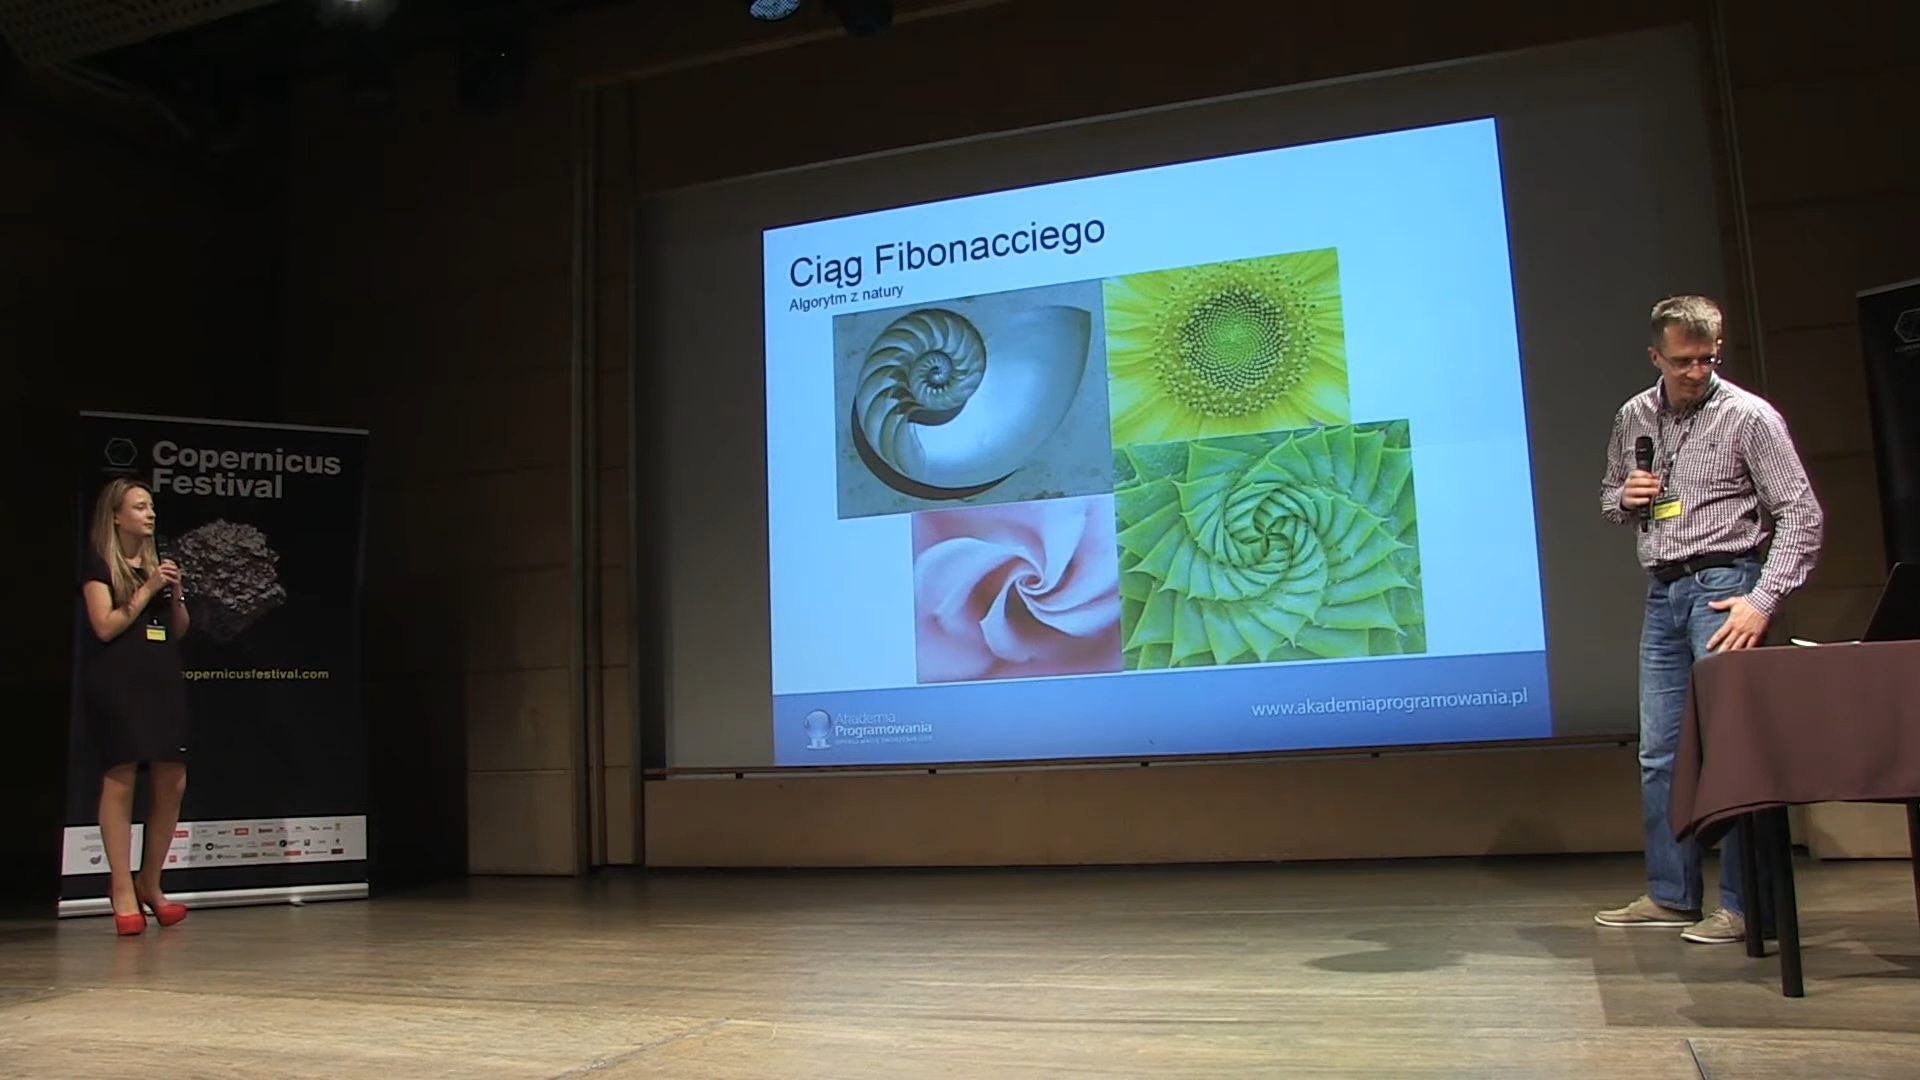 Ciąg Fibonacciego
Algorytm z natury
Akademia
Programowania
www.akademiaprogramowania.pl
Copernicus
Festival
copernicusfestival.com